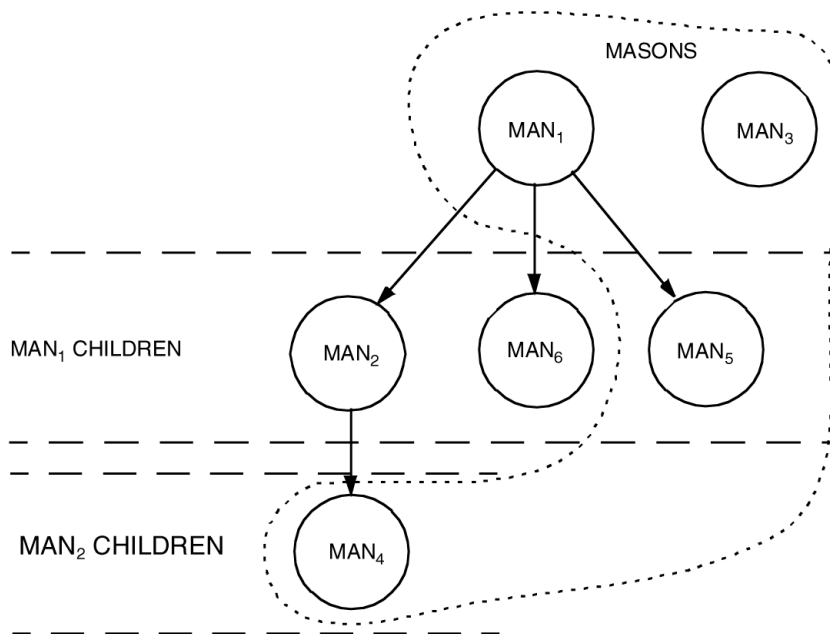 MASONS
MAN₁
MAN₃
MAN₁ CHILDREN
MAN₂
MAN₆
MAN₅
MAN₂ CHILDREN
MAN₄